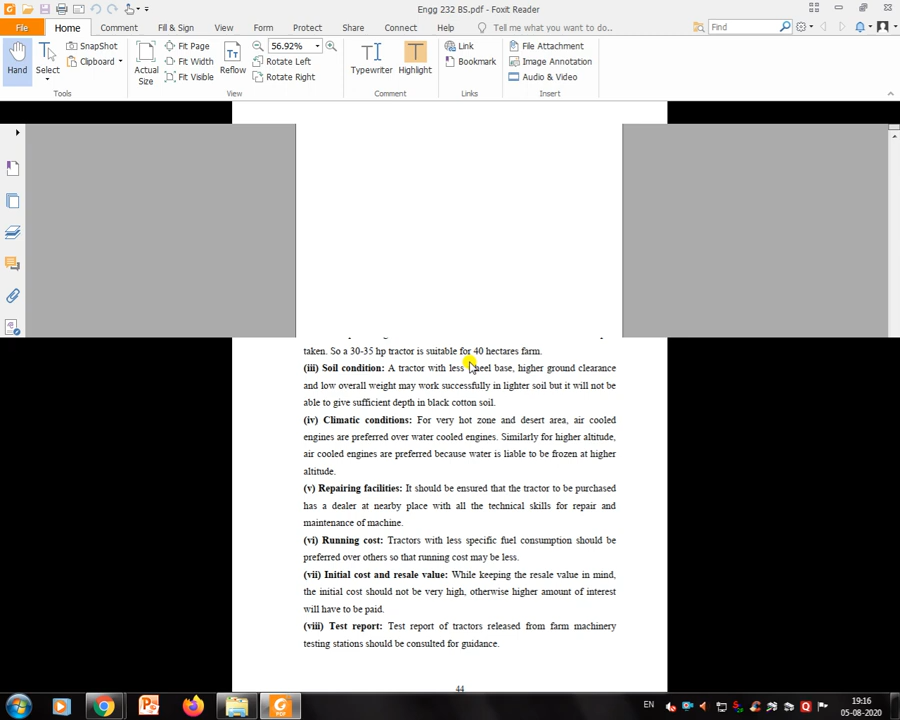 Engg 232 BS.pdf - Foxit Reader
File Home Comment Fill & Sign View Form Protect Share Connect Help Tell me what you want to do.. Find
Hand Select SnapShot Clipboard Actual Size Fit Page Fit Width Fit Visible Reflow 56.92% Rotate Left Rotate Right Typewriter Highlight Link Bookmark File Attachment Image Annotation Audio & Video
Tools View Comment Links Insert
taken. So a 30-35 hp tractor is suitable for 40 hectares farm.
(iii) Soil condition: A tractor with less wheel base, higher ground clearance
and low overall weight may work successfully in lighter soil but it will not be
able to give sufficient depth in black cotton soil.
(iv) Climatic conditions: For very hot zone and desert area, air cooled
engines are preferred over water cooled engines. Similarly for higher altitude,
air cooled engines are preferred because water is liable to be frozen at higher
altitude.
(v) Repairing facilities: It should be ensured that the tractor to be purchased
has a dealer at nearby place with all the technical skills for repair and
maintenance of machine.
(vi) Running cost: Tractors with less specific fuel consumption should be
preferred over others so that running cost may be less.
(vii) Initial cost and resale value: While keeping the resale value in mind,
the initial cost should not be very high, otherwise higher amount of interest
will have to be paid.
(viii) Test report: Test report of tractors released from farm machinery
testing stations should be consulted for guidance.
44
EN
19:16
05-08-2020